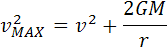 v²_MAX = v² + 2GM/r